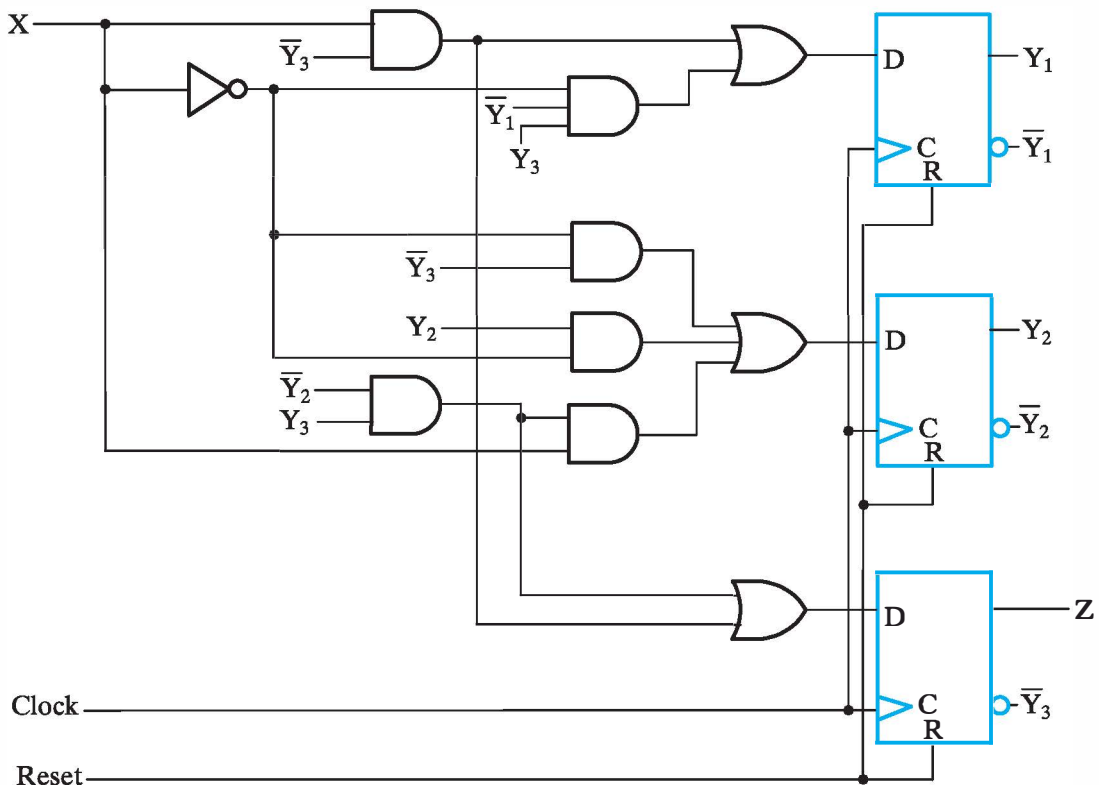 X
Y̅₃
D
Y₁
Y̅₁
Y₃
C
Y̅₁
R
Y̅₃
Y₂
D
Y₂
Y̅₂
Y₃
C
Y̅₂
R
D
Z
Clock
C
Y̅₃
R
Reset